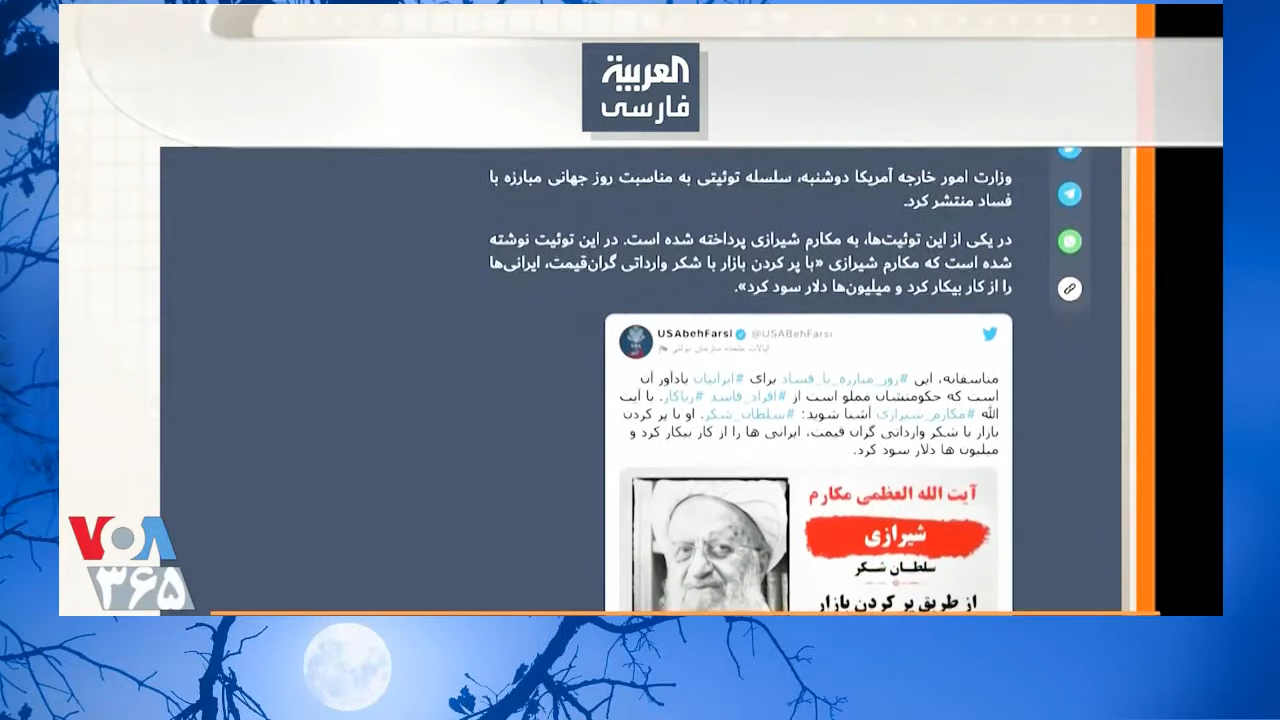 العربية
فارسی
وزارت امور خارجه آمریکا دوشنبه، سلسله توئیتی به مناسبت روز جهانی مبارزه با
فساد منتشر کرد.
در یکی از این توئیت‌ها، به مکارم شیرازی پرداخته شده است. در این توئیت نوشته
شده است که مکارم شیرازی «با پر کردن بازار با شکر وارداتی گران‌قیمت، ایرانی‌ها
را از کار بیکار کرد و میلیون‌ها دلار سود کرد».
USAbehFarsi @USABehFarsi
ایالات متحده سازمان دولتی
متاسفانه، این #روز_مبارزه_با_فساد برای #ایرانیان یادآور آن
است که حکومتشان مملو است از #افراد_فاسد #ریاکار. با آیت
الله #مکارم_شیرازی آشنا شوید: #سلطان_شکر. او با پر کردن
بازار با شکر وارداتی گران قیمت، ایرانی ها را از کار بیکار کرد و
میلیون ها دلار سود کرد.
آیت الله العظمی مکارم
شیرازی
سلطان شکر
از طریق پر کردن بازار
VOA
۳۶۵